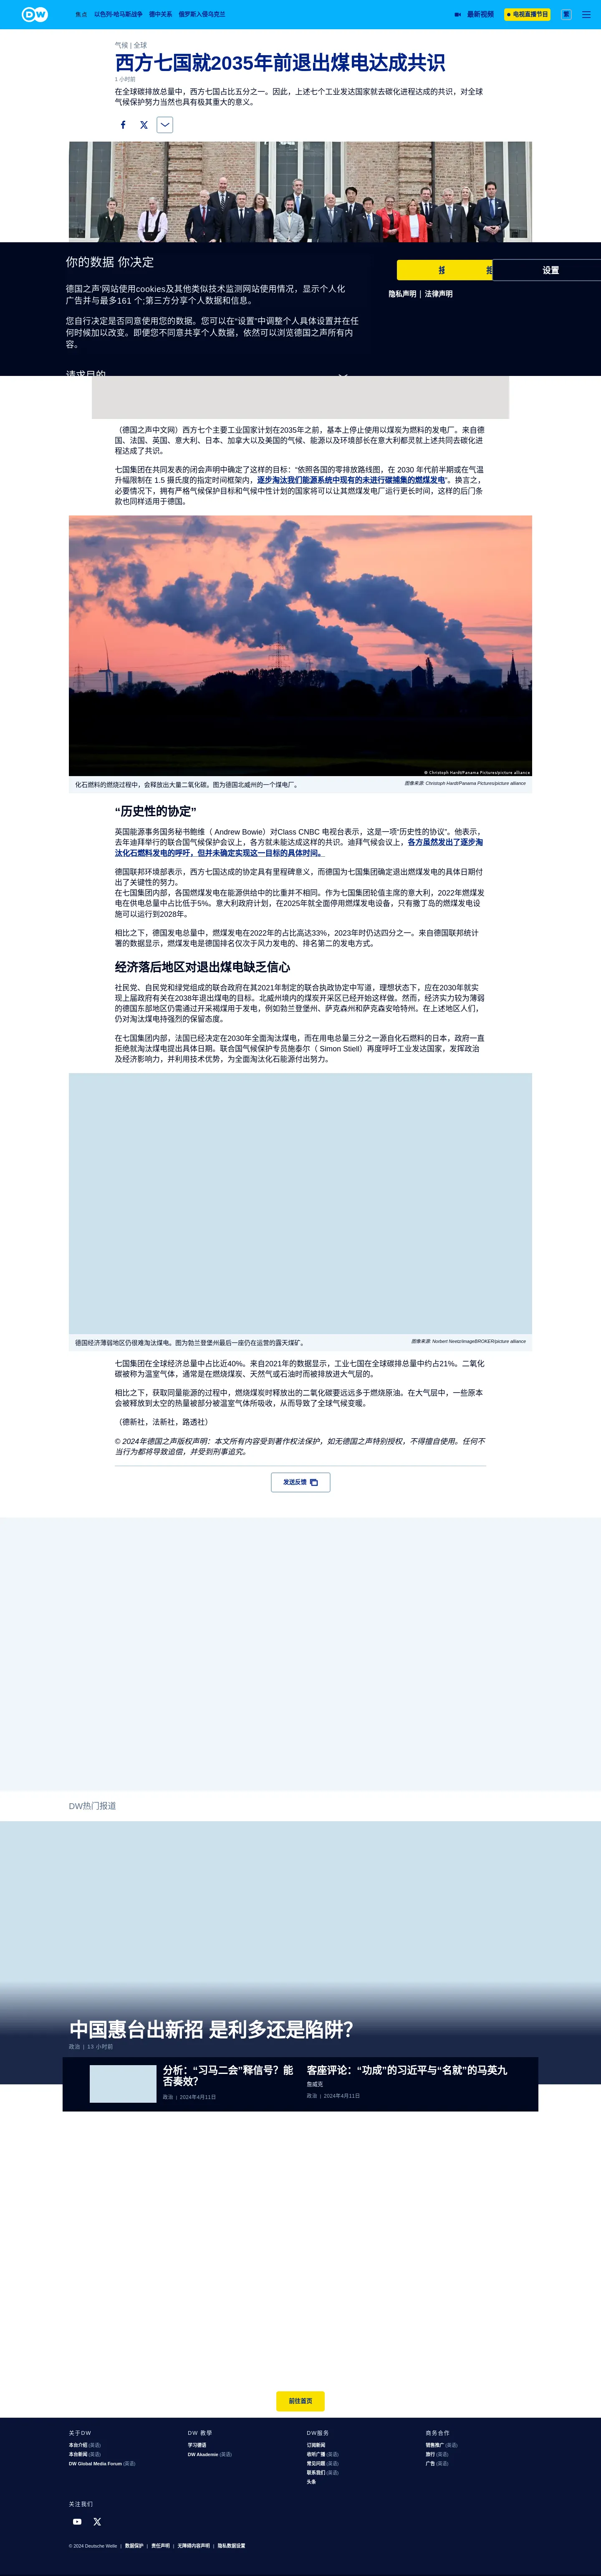 DW
焦点
以色列-哈马斯战争
德中关系
俄罗斯入侵乌克兰
最新视频
电视直播节目
繁
气候 | 全球
西方七国就2035年前退出煤电达成共识
1 小时前
在全球碳排放总量中，西方七国占比五分之一。因此，上述七个工业发达国家就去碳化进程达成的共识，对全球
气候保护努力当然也具有极其重大的意义。
你的数据 你决定
德国之声'网站使用cookies及其他类似技术监测网站使用情况，显示个人化
广告并与最多161 个;第三方分享个人数据和信息。
您自行决定是否同意使用您的数据。您可以在“设置”中调整个人具体设置并在任
何时候加以改变。即便您不同意共享个人数据，依然可以浏览德国之声所有内
容。
请求目的
设置
隐私声明 | 法律声明
（德国之声中文网）西方七个主要工业国家计划在2035年之前，基本上停止使用以煤炭为燃料的发电厂。来自德
国、法国、英国、意大利、日本、加拿大以及美国的气候、能源以及环境部长在意大利都灵就上述共同去碳化进
程达成了共识。
七国集团在共同发表的闭会声明中确定了这样的目标：“依照各国的零排放路线图，在 2030 年代前半期或在气温
升幅限制在 1.5 摄氏度的指定时间框架内，逐步淘汰我们能源系统中现有的未进行碳捕集的燃煤发电”。换言之，
必要情况下，拥有严格气候保护目标和气候中性计划的国家将可以让其燃煤发电厂运行更长时间，这样的后门条
款也同样适用于德国。
© Christoph Hardt/Panama Pictures/picture alliance
化石燃料的燃烧过程中，会释放出大量二氧化碳。图为德国北威州的一个煤电厂。
图像来源: Christoph Hardt/Panama Pictures/picture alliance
“历史性的协定”
英国能源事务国务秘书鲍维（ Andrew Bowie）对Class CNBC 电视台表示，这是一项“历史性的协议”。他表示，
去年迪拜举行的联合国气候保护会议上，各方就未能达成这样的共识。迪拜气候会议上，各方虽然发出了逐步淘
汰化石燃料发电的呼吁，但并未确定实现这一目标的具体时间。
德国联邦环境部表示，西方七国达成的协定具有里程碑意义，而德国为七国集团确定退出燃煤发电的具体日期付
出了关键性的努力。
在七国集团内部，各国燃煤发电在能源供给中的比重并不相同。作为七国集团轮值主席的意大利，2022年燃煤发
电在供电总量中占比低于5%。意大利政府计划，在2025年就全面停用燃煤发电设备，只有撒丁岛的燃煤发电设
施可以运行到2028年。
相比之下，德国发电总量中，燃煤发电在2022年的占比高达33%，2023年时仍达四分之一。来自德国联邦统计
署的数据显示，燃煤发电是德国排名仅次于风力发电的、排名第二的发电方式。
经济落后地区对退出煤电缺乏信心
社民党、自民党和绿党组成的联合政府在其2021年制定的联合执政协定中写道，理想状态下，应在2030年就实
现上届政府有关在2038年退出煤电的目标。北威州境内的煤炭开采区已经开始这样做。然而，经济实力较为薄弱
的德国东部地区仍需通过开采褐煤用于发电，例如勃兰登堡州、萨克森州和萨克森安哈特州。在上述地区人们，
仍对淘汰煤电持强烈的保留态度。
在七国集团内部，法国已经决定在2030年全面淘汰煤电，而在用电总量三分之一源自化石燃料的日本，政府一直
拒绝就淘汰煤电提出具体日期。联合国气候保护专员施泰尔（ Simon Stiell）再度呼吁工业发达国家，发挥政治
及经济影响力，并利用技术优势，为全面淘汰化石能源付出努力。
德国经济薄弱地区仍很难淘汰煤电。图为勃兰登堡州最后一座仍在运营的露天煤矿。
图像来源: Norbert Neetz/imageBROKER/picture alliance
七国集团在全球经济总量中占比近40%。来自2021年的数据显示，工业七国在全球碳排总量中约占21%。二氧化
碳被称为温室气体，通常是在燃烧煤炭、天然气或石油时而被排放进大气层的。
相比之下，获取同量能源的过程中，燃烧煤炭时释放出的二氧化碳要远远多于燃烧原油。在大气层中，一些原本
会被释放到太空的热量被部分被温室气体所吸收，从而导致了全球气候变暖。
（德新社，法新社，路透社）
© 2024年德国之声版权声明：本文所有内容受到著作权法保护，如无德国之声特别授权，不得擅自使用。任何不
当行为都将导致追偿，并受到刑事追究。
发送反馈
DW热门报道
中国惠台出新招 是利多还是陷阱？
政治 | 13 小时前
分析：“习马二会”释信号？能
否奏效？
政治 | 2024年4月11日
客座评论：“功成”的习近平与“名就”的马英九
詹威克
政治 | 2024年4月11日
前往首页
关于DW
本台介绍 (英语)
本台新闻 (英语)
DW Global Media Forum (英语)
DW 教学
学习德语
DW Akademie (英语)
DW服务
订阅新闻
收听广播 (英语)
常见问题 (英语)
联系我们 (英语)
头条
商务合作
销售推广 (英语)
旅行 (英语)
广告 (英语)
关注我们
© 2024 Deutsche Welle | 数据保护 | 责任声明 | 无障碍内容声明 | 隐私数据设置